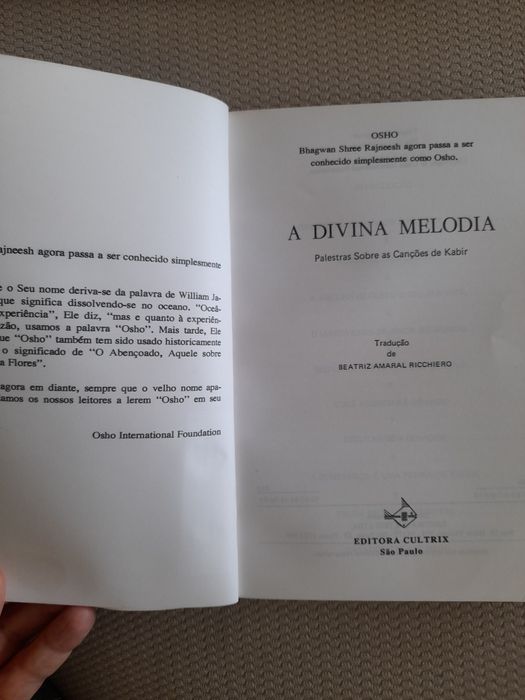 ajneesh agora passa a ser conhecido simplesmente
e o Seu nome deriva-se da palavra de William Ja-
que significa dissolvendo-se no oceano. "Oceâ-
xperiência", Ele diz, "mas e quanto à experiên-
zão, usamos a palavra "Osho". Mais tarde, Ele
ue "Osho" também tem sido usado historicamente
o significado de "O Abençoado, Aquele sobre
a Flores".
agora em diante, sempre que o velho nome apa-
amos os nossos leitores a lerem "Osho" em seu
Osho International Foundation
OSHO
Bhagwan Shree Rajneesh agora passa a ser
conhecido simplesmente como Osho.
A DIVINA MELODIA
Palestras Sobre as Canções de Kabir
Tradução
de
BEATRIZ AMARAL RICCHIERO
EDITORA CULTRIX
São Paulo